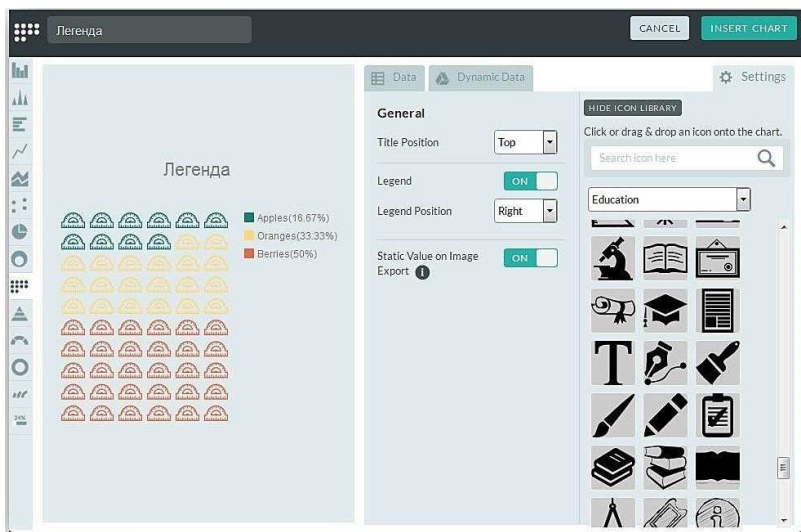 Легенда
CANCEL
INSERT CHART
Data
Dynamic Data
Settings
Легенда
Apples(16.67%)
Oranges(33.33%)
Berries(50%)
General
Title Position
Top
Legend
ON
Legend Position
Right
Static Value on Image
Export
ON
HIDE ICON LIBRARY
Click or drag & drop an icon onto the chart.
Search icon here
Education
24%